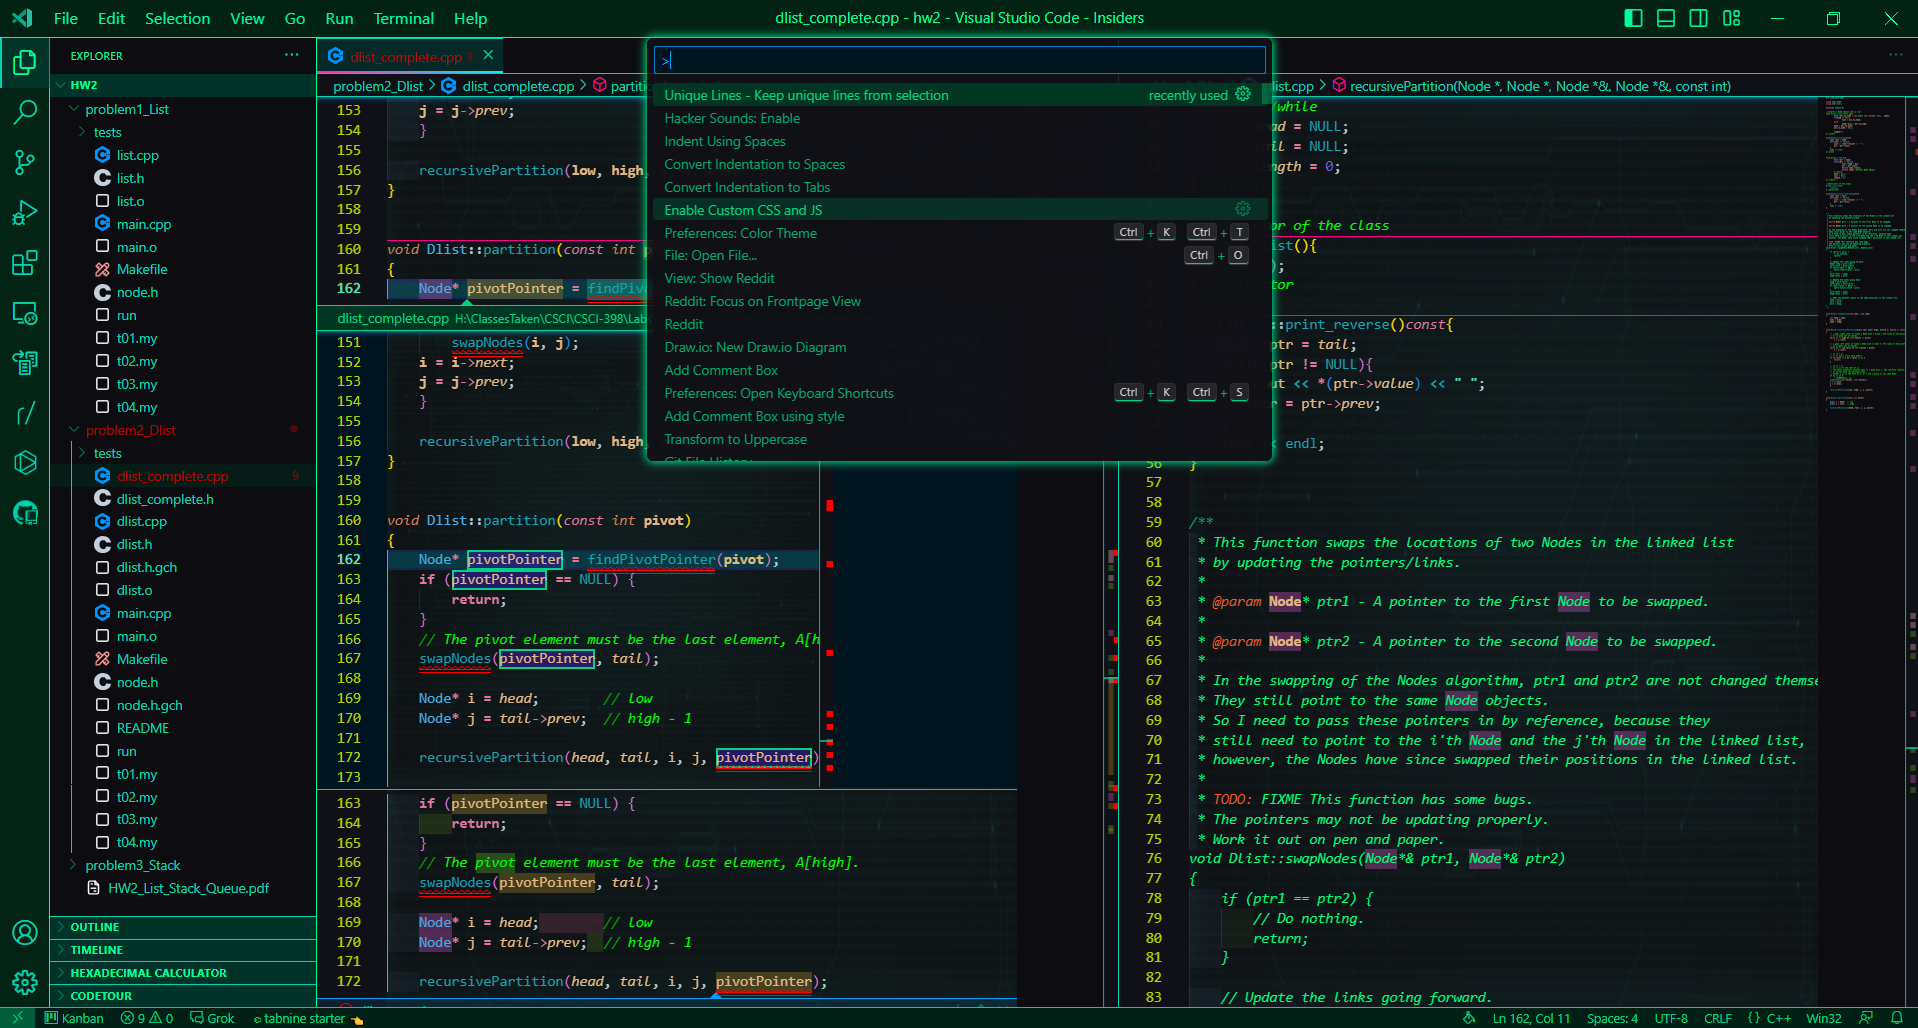 File Edit Selection View Go Run Terminal Help
dlist_complete.cpp - hw2 - Visual Studio Code - Insiders
EXPLORER
HW2
problem1_List
tests
list.cpp
list.h
list.o
main.cpp
main.o
Makefile
node.h
run
t01.my
t02.my
t03.my
t04.my
problem2_Dlist
tests
dlist_complete.cpp 9
dlist_complete.h
dlist.cpp
dlist.h
dlist.h.gch
dlist.o
main.cpp
main.o
Makefile
node.h
node.h.gch
README
run
t01.my
t02.my
t03.my
t04.my
problem3_Stack
HW2_List_Stack_Queue.pdf
OUTLINE
TIMELINE
HEXADECIMAL CALCULATOR
CODETOUR
dlist_complete.cpp 9
problem2_Dlist > dlist_complete.cpp >
153 j = j->prev;
154 }
155
156 recursivePartition(low, high,
157 }
158
159
160 void Dlist::partition(const int
161 {
162 Node* pivotPointer = findPiv
dlist_complete.cpp H:\ClassesTaken\CSCI\CSCI-398\Lab
151 swapNodes(i, j);
152 i = i->next;
153 j = j->prev;
154 }
155
156 recursivePartition(low, high,
157 }
158
159
160 void Dlist::partition(const int pivot)
161 {
162 Node* pivotPointer = findPivotPointer(pivot);
163 if (pivotPointer == NULL) {
164 return;
165 }
166 // The pivot element must be the last element, A[h
167 swapNodes(pivotPointer, tail);
168
169 Node* i = head; // low
170 Node* j = tail->prev; // high - 1
171
172 recursivePartition(head, tail, i, j, pivotPointer)
173
163 if (pivotPointer == NULL) {
164 return;
165 }
166 // The pivot element must be the last element, A[high].
167 swapNodes(pivotPointer, tail);
168
169 Node* i = head; // low
170 Node* j = tail->prev; // high - 1
171
172 recursivePartition(head, tail, i, j, pivotPointer);
>
Unique Lines - Keep unique lines from selection recently used
Hacker Sounds: Enable
Indent Using Spaces
Convert Indentation to Spaces
Convert Indentation to Tabs
Enable Custom CSS and JS
Preferences: Color Theme Ctrl + K Ctrl + T
File: Open File... Ctrl + O
View: Show Reddit
Reddit: Focus on Frontpage View
Reddit
Draw.io: New Draw.io Diagram
Add Comment Box
Preferences: Open Keyboard Shortcuts Ctrl + K Ctrl + S
Add Comment Box using style
Transform to Uppercase
Git File History
list.cpp > recursivePartition(Node *, Node *, Node *&, Node *&, const int)
while
= NULL;
= NULL;
= 0;
of the class
(){
;
::print_reverse()const{
= tail;
!= NULL){
<< *(ptr->value) << " ";
= ptr->prev;
endl;
56 }
57
58
59 /**
60 * This function swaps the locations of two Nodes in the linked list
61 * by updating the pointers/links.
62 *
63 * @param Node* ptr1 - A pointer to the first Node to be swapped.
64 *
65 * @param Node* ptr2 - A pointer to the second Node to be swapped.
66 *
67 * In the swapping of the Nodes algorithm, ptr1 and ptr2 are not changed themse
68 * They still point to the same Node objects.
69 * So I need to pass these pointers in by reference, because they
70 * still need to point to the i'th Node and the j'th Node in the linked list,
71 * however, the Nodes have since swapped their positions in the linked list.
72 *
73 * TODO: FIXME This function has some bugs.
74 * The pointers may not be updating properly.
75 * Work it out on pen and paper.
76 void Dlist::swapNodes(Node*& ptr1, Node*& ptr2)
77 {
78 if (ptr1 == ptr2) {
79 // Do nothing.
80 return;
81 }
82
83 // Update the links going forward.
Kanban 9 0 Grok tabnine starter
Ln 162, Col 11 Spaces: 4 UTF-8 CRLF {} C++ Win32